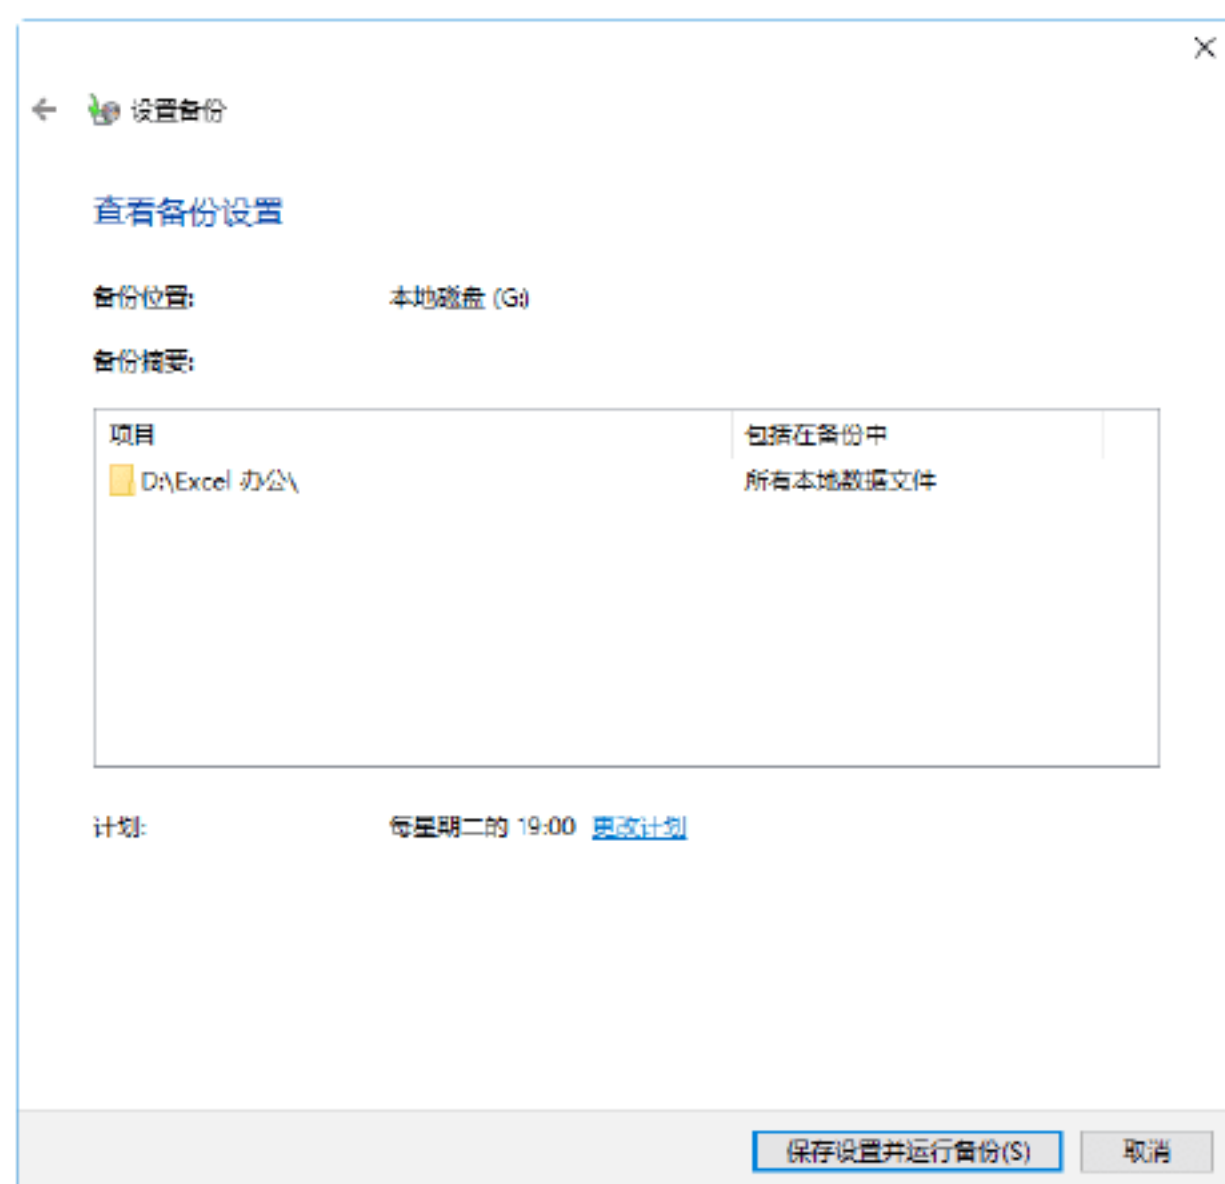 设置备份
查看备份设置
备份位置: 本地磁盘 (G:)
备份摘要:
项目 包括在备份中
D:\Excel 办公\ 所有本地数据文件
计划: 每星期二的 19:00 更改计划
保存设置并运行备份(S) 取消